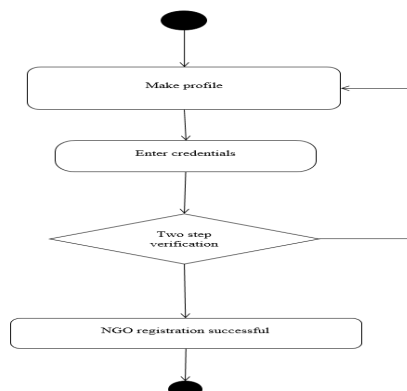 Make profile
Enter credentials
Two step
verification
NGO registration successful